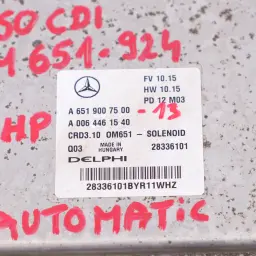 50 CDI
M 651-924
FV 10.15
HW 10.15
PD 12 M03
A 651 900 75 00 -13
A 006 446 15 40
HP
CRD3.10 OM651 - SOLENOID
Q03 MADE IN HUNGARY 28336101
DELPHI
28336101BYR11WHZ
AUTOMATIC